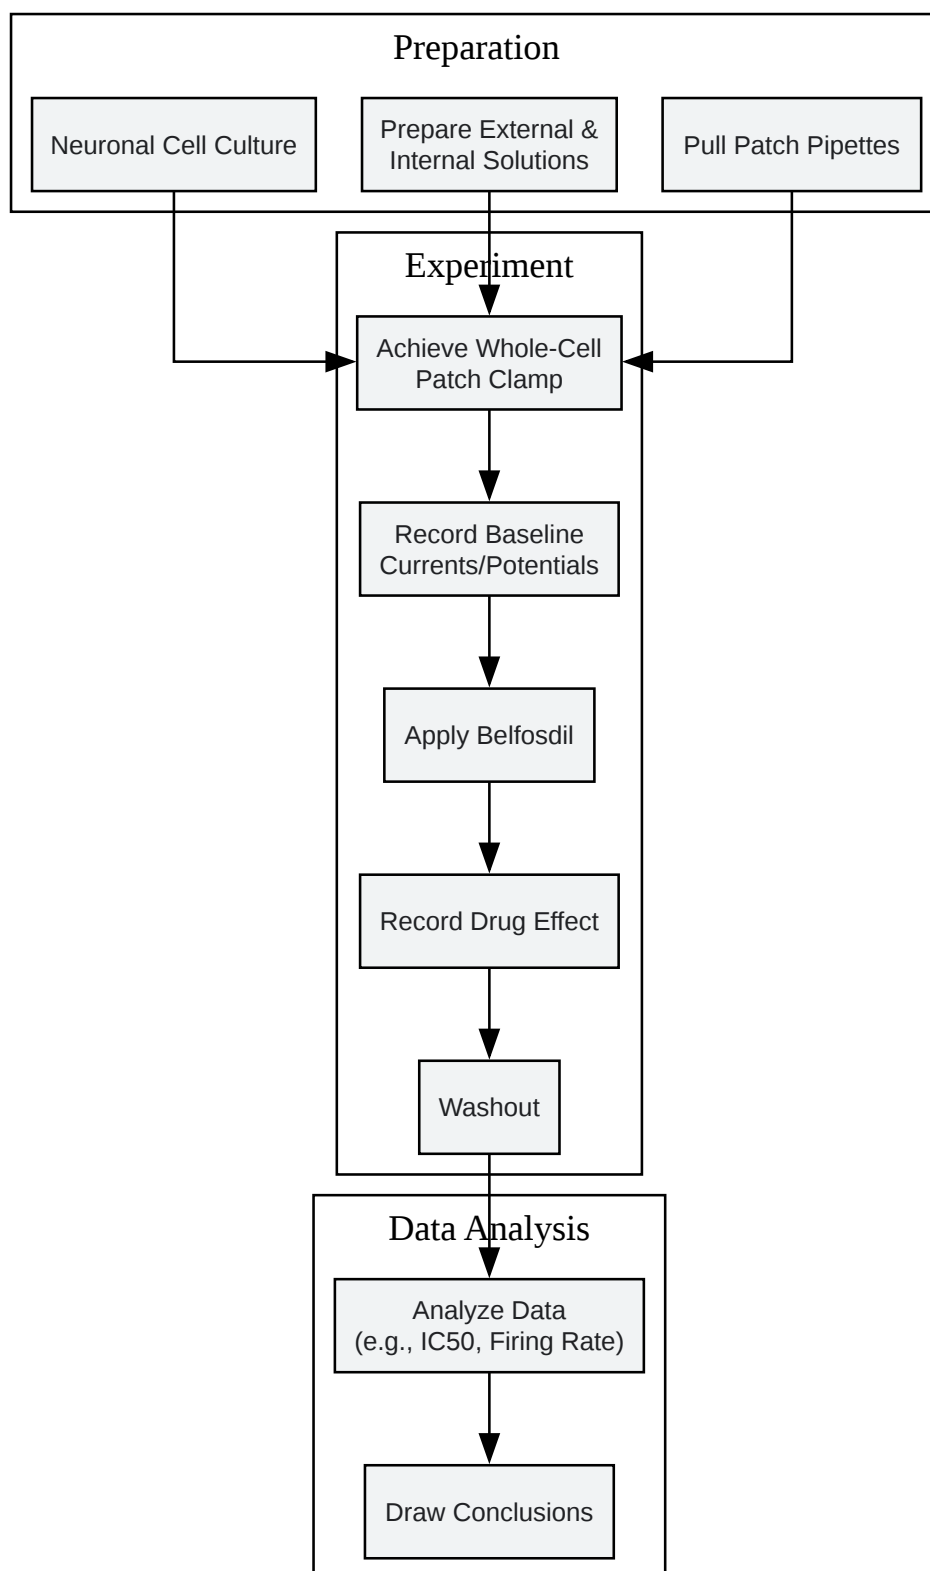 Preparation
Neuronal Cell Culture
Prepare External &
Internal Solutions
Pull Patch Pipettes
Experiment
Achieve Whole-Cell
Patch Clamp
Record Baseline
Currents/Potentials
Apply Belfosdil
Record Drug Effect
Washout
Data Analysis
Analyze Data
(e.g., IC50, Firing Rate)
Draw Conclusions